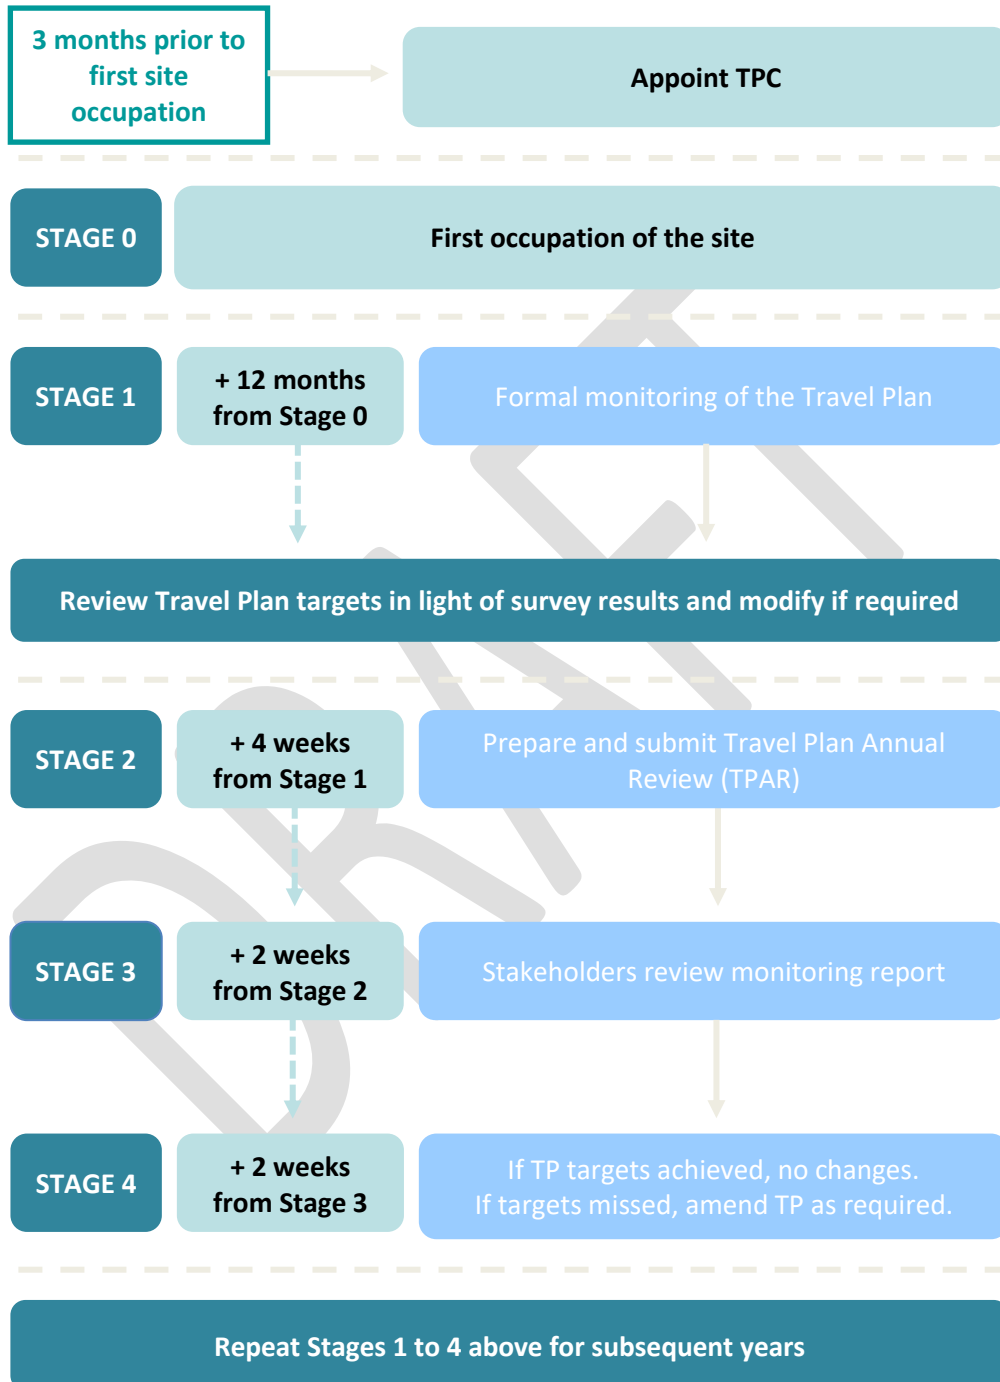 3 months prior to
first site
occupation
Appoint TPC
STAGE 0
First occupation of the site
STAGE 1
+ 12 months
from Stage 0
Formal monitoring of the Travel Plan
Review Travel Plan targets in light of survey results and modify if required
STAGE 2
+ 4 weeks
from Stage 1
Prepare and submit Travel Plan Annual
Review (TPAR)
STAGE 3
+ 2 weeks
from Stage 2
Stakeholders review monitoring report
STAGE 4
+ 2 weeks
from Stage 3
If TP targets achieved, no changes.
If targets missed, amend TP as required.
Repeat Stages 1 to 4 above for subsequent years
DRAFT